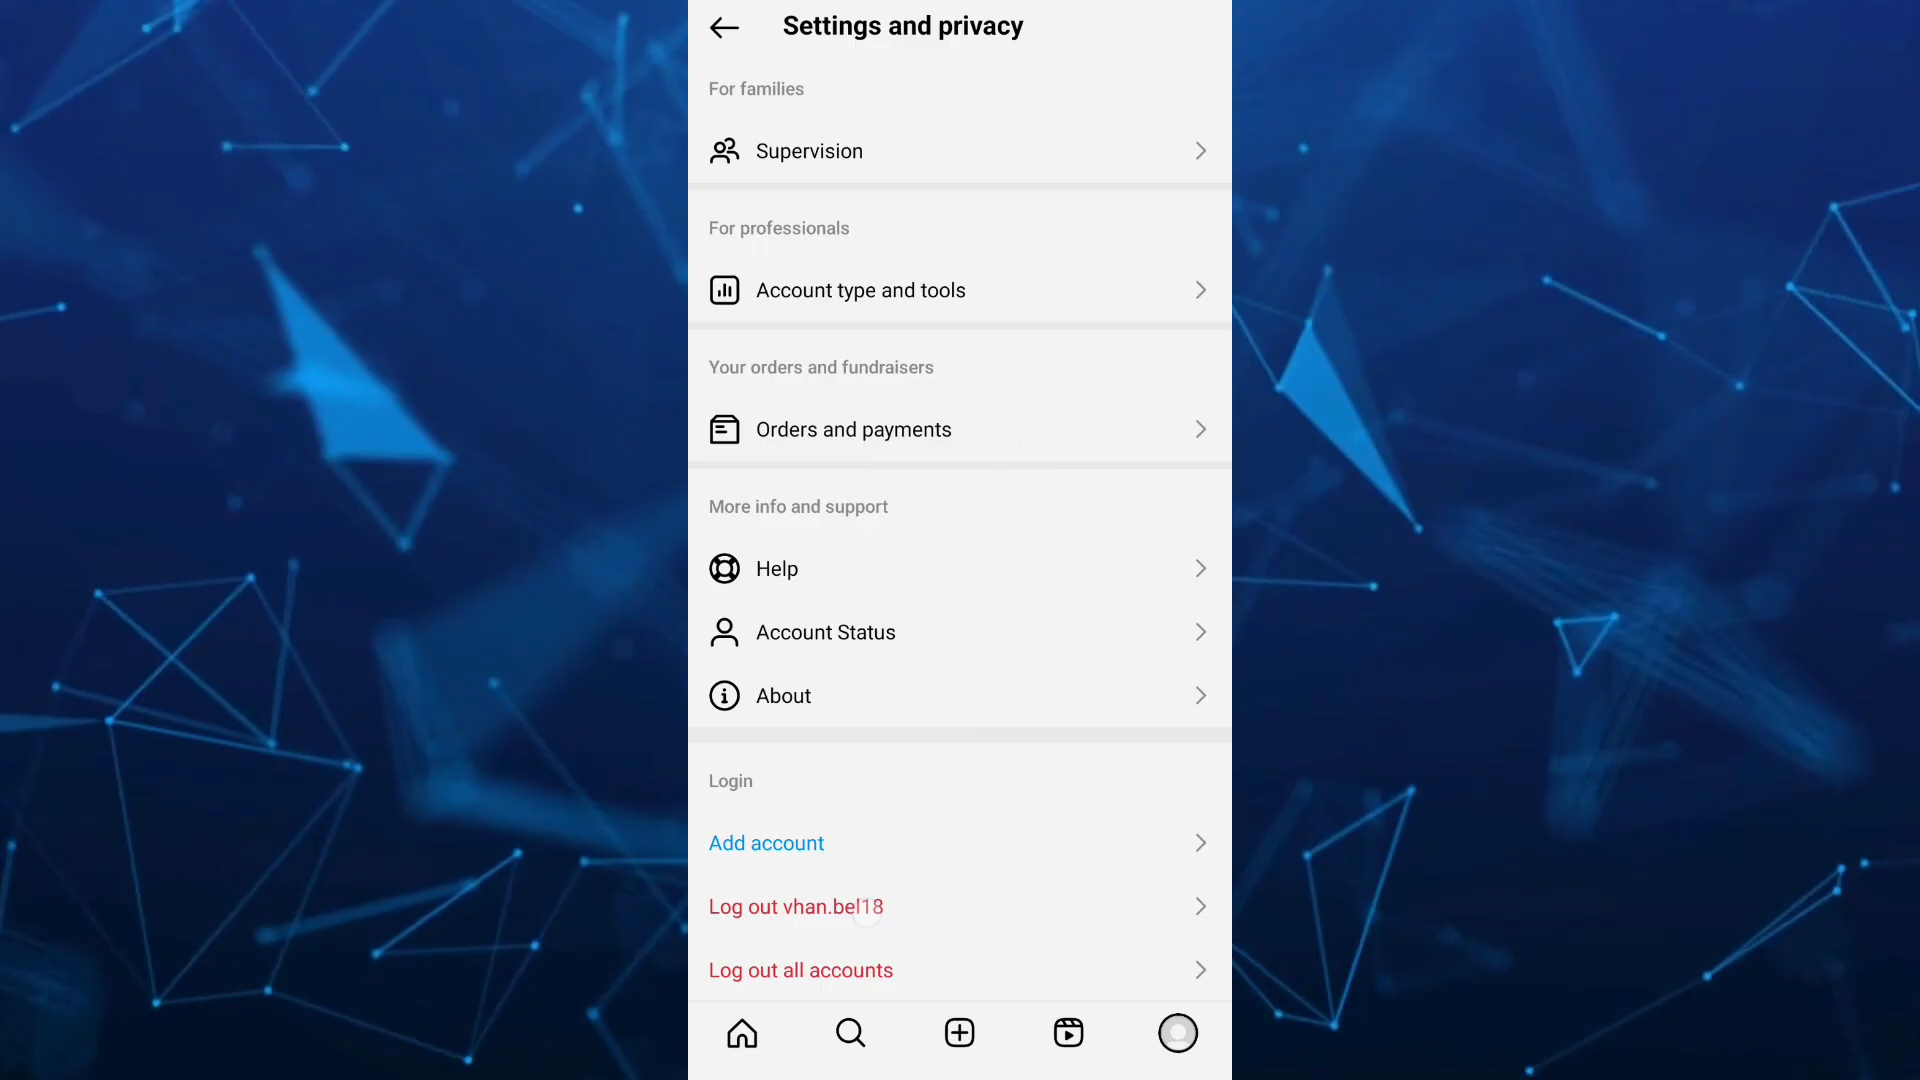 Settings and privacy
For families
Supervision
For professionals
Account type and tools
Your orders and fundraisers
Orders and payments
More info and support
Help
Account Status
About
Login
Add account
Log out vhan.bel18
Log out all accounts